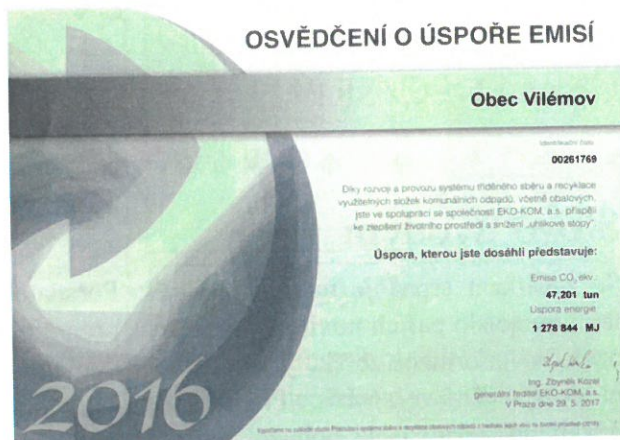 OSVĚDČENÍ O ÚSPOŘE EMISÍ
Obec Vilémov
Identifikační číslo
00261769
Díky rozvoji a provozu systému tříděného sběru a recyklace
využitelných složek komunálních odpadů, včetně obalových,
jste ve spolupráci se společností EKO-KOM, a.s. přispěli
ke zlepšení životního prostředí a snížení „uhlíkové stopy“.
Úspora, kterou jste dosáhli představuje:
Emise CO₂ ekv.:
47,201 tun
Úspora energie:
1 278 844 MJ
Ing. Zbyněk Kozel
generální ředitel EKO-KOM, a.s.
V Praze dne 29. 5. 2017
2016